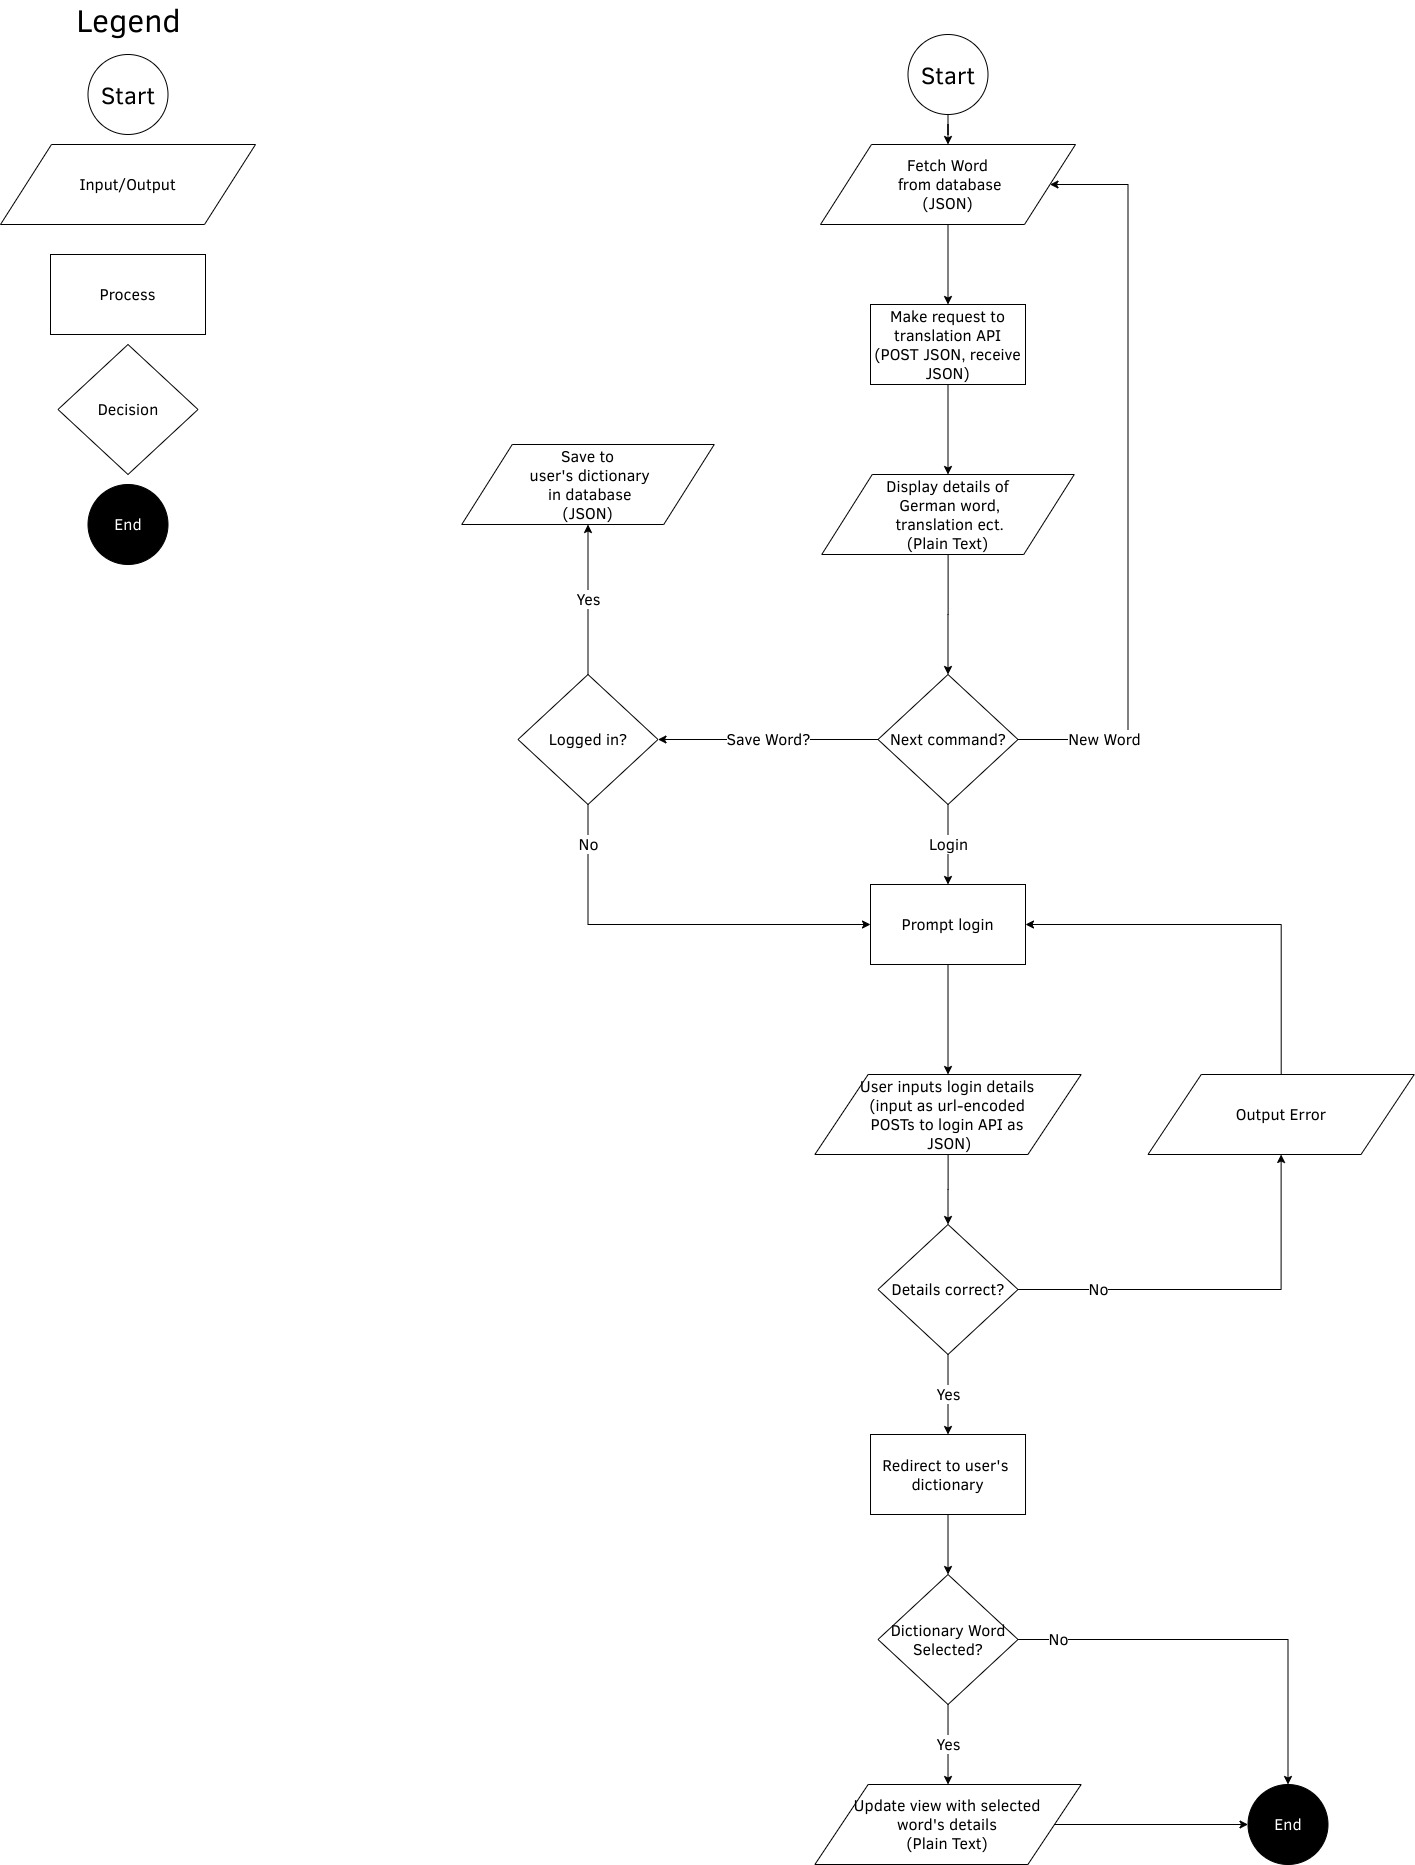 Legend
Start
Input/Output
Process
Decision
End
Start
Fetch Word
from database
(JSON)
Make request to
translation API
(POST JSON, receive
JSON)
Display details of
German word,
translation ect.
(Plain Text)
Save to
user's dictionary
in database
(JSON)
Yes
Logged in?
Save Word?
Next command?
New Word
No
Login
Prompt login
User inputs login details
(input as url-encoded
POSTs to login API as
JSON)
Output Error
Details correct?
No
Yes
Redirect to user's
dictionary
Dictionary Word
Selected?
No
Yes
Update view with selected
word's details
(Plain Text)
End